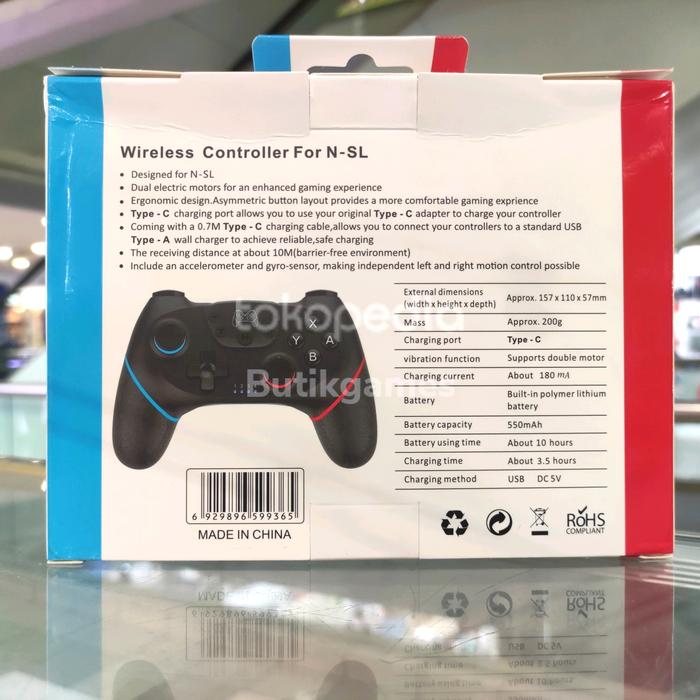 Wireless Controller For N-SL
• Designed for N-SL
• Dual electric motors for an enhanced gaming experience
• Ergonomic design.Asymmetric button layout provides a more comfortable gaming exprience
• Type - C charging port allows you to use your original Type - C adapter to charge your controller
• Coming with a 0.7M Type - C charging cable,allows you to connect your controllers to a standard USB
Type - A wall charger to achieve reliable,safe charging
• The receiving distance at about 10M(barrier-free environment)
• Include an accelerometer and gyro-sensor, making independent left and right motion control possible
External dimensions
(width x height x depth) Approx. 157 x 110 x 57mm
Mass Approx. 200g
Charging port Type - C
vibration function Supports double motor
Charging current About 180 mA
Battery Built-in polymer lithium
battery
Battery capacity 550mAh
Battery using time About 10 hours
Charging time About 3.5 hours
Charging method USB DC 5V
X
Y A
B
tokopedia
Butikgames
6 929896 599365
MADE IN CHINA
RoHS
COMPLIANT